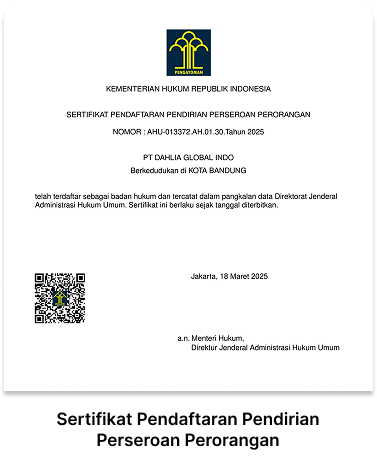 PENGAYOMAN
KEMENTERIAN HUKUM REPUBLIK INDONESIA
SERTIFIKAT PENDAFTARAN PENDIRIAN PERSEROAN PERORANGAN
NOMOR : AHU-013372.AH.01.30.Tahun 2025
PT DAHLIA GLOBAL INDO
Berkedudukan di KOTA BANDUNG
telah terdaftar sebagai badan hukum dan tercatat dalam pangkalan data Direktorat Jenderal
Administrasi Hukum Umum. Sertifikat ini berlaku sejak tanggal diterbitkan.
Jakarta, 18 Maret 2025
a.n. Menteri Hukum,
Direktur Jenderal Administrasi Hukum Umum
Sertifikat Pendaftaran Pendirian
Perseroan Perorangan